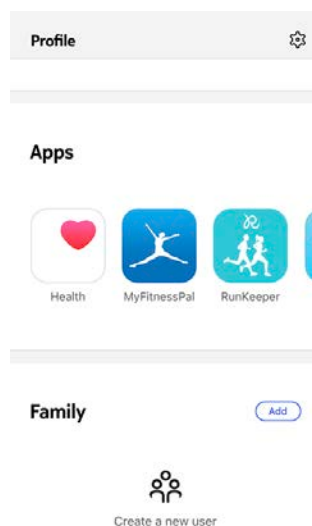 Profile
Apps
Health MyFitnessPal RunKeeper
Family Add
Create a new user